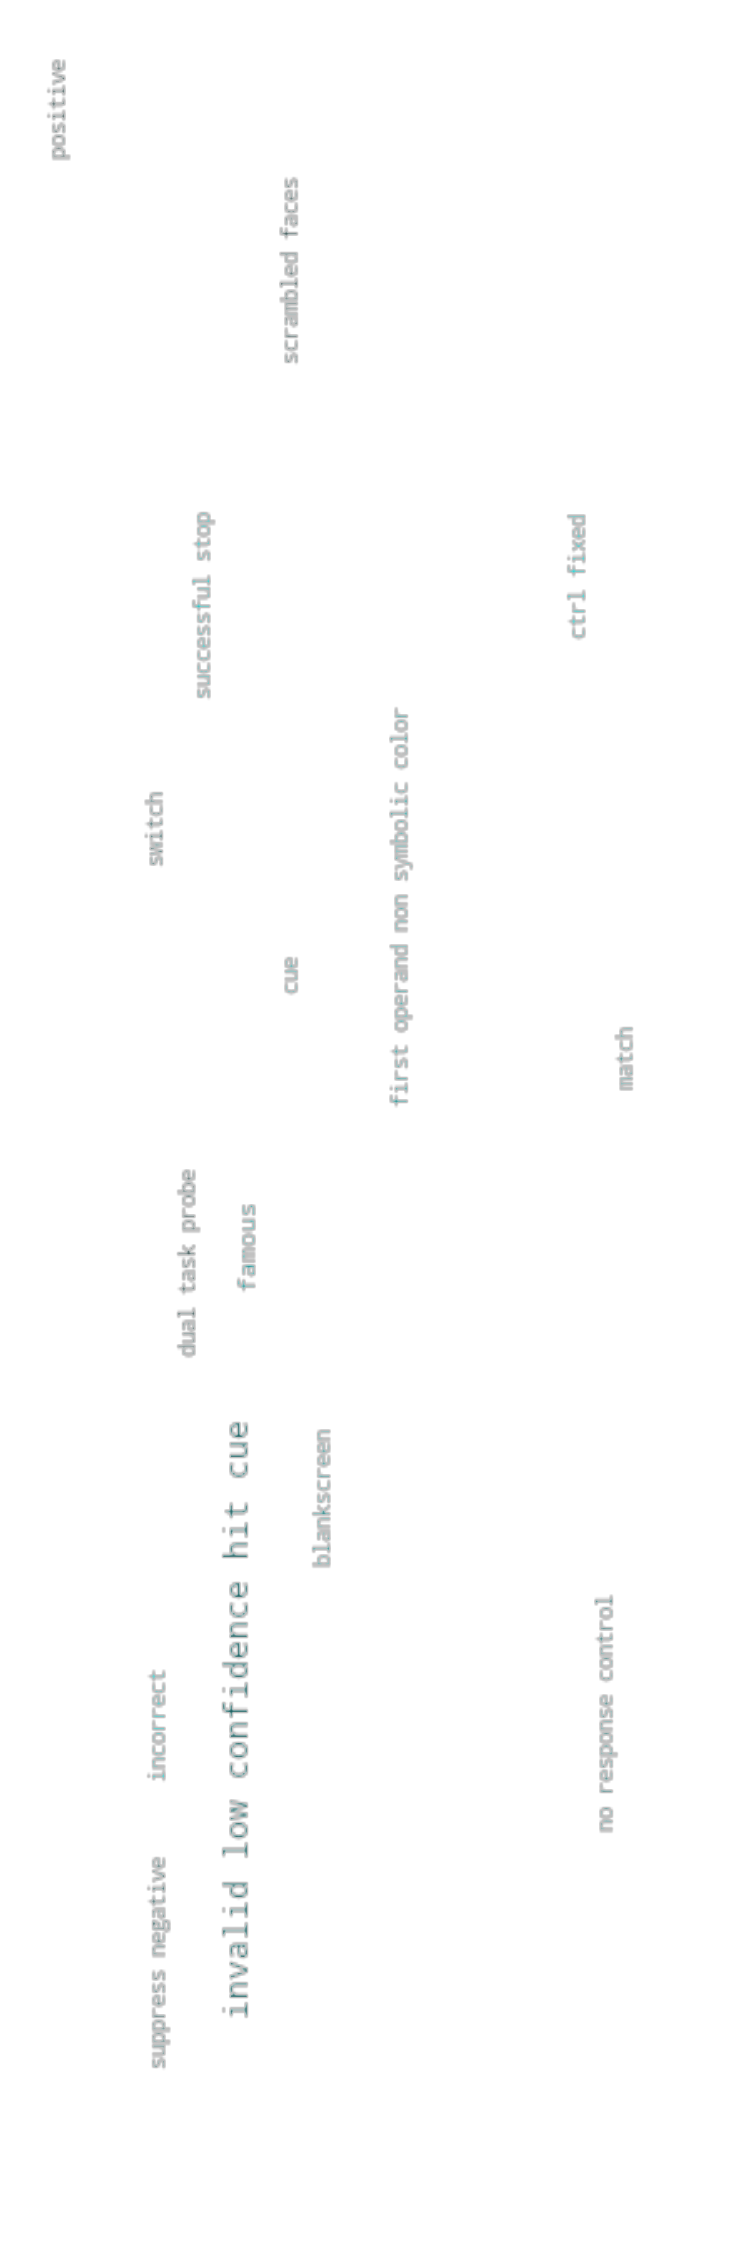 positive
scrambled faces
successful stop
ctrl fixed
first operand non symbolic color
switch
cue
match
dual task probe
famous
invalid low confidence hit cue
blankscreen
no response control
incorrect
suppress negative